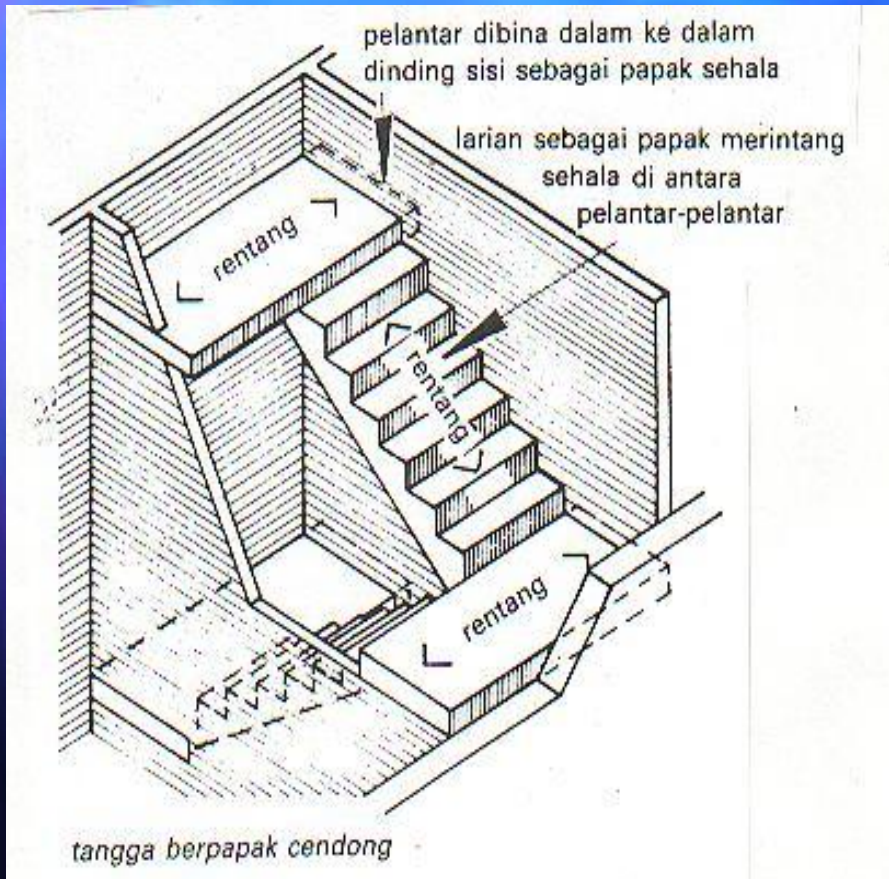 pelantar dibina dalam ke dalam
dinding sisi sebagai papak sehala
larian sebagai papak merintang
sehala di antara
pelantar-pelantar
rentang
rentang
rentang
tangga berpapak cendong